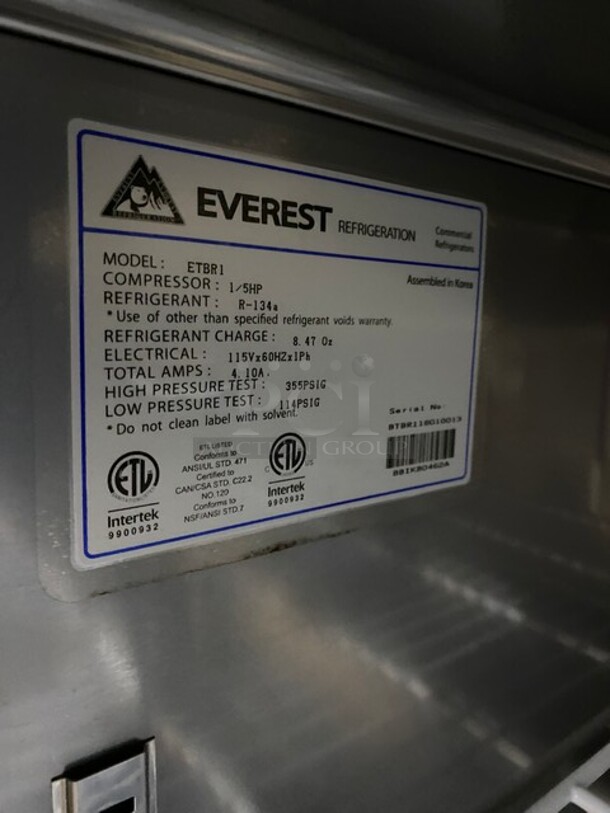 EVEREST REFRIGERATION
Commercial
Refrigerators
Assembled in Korea
MODEL : ETBR1
COMPRESSOR : 1/5HP
REFRIGERANT : R-134a
*Use of other than specified refrigerant voids warranty.
REFRIGERANT CHARGE : 8.47 Oz
ELECTRICAL : 115Vx60HZx1Ph
TOTAL AMPS : 4.10A.
HIGH PRESSURE TEST : 355PSIG
LOW PRESSURE TEST : 114PSIG
*Do not clean label with solvent.
Serial No.
ETL
Intertek
9900932
ETL LISTED
Conforms to
ANSI/UL STD. 471
Certified to
CAN/CSA STD. C22.2
NO.120
Conforms to
NSF/ANSI STD.7
C ETL US
Intertek
9900932
GROUP